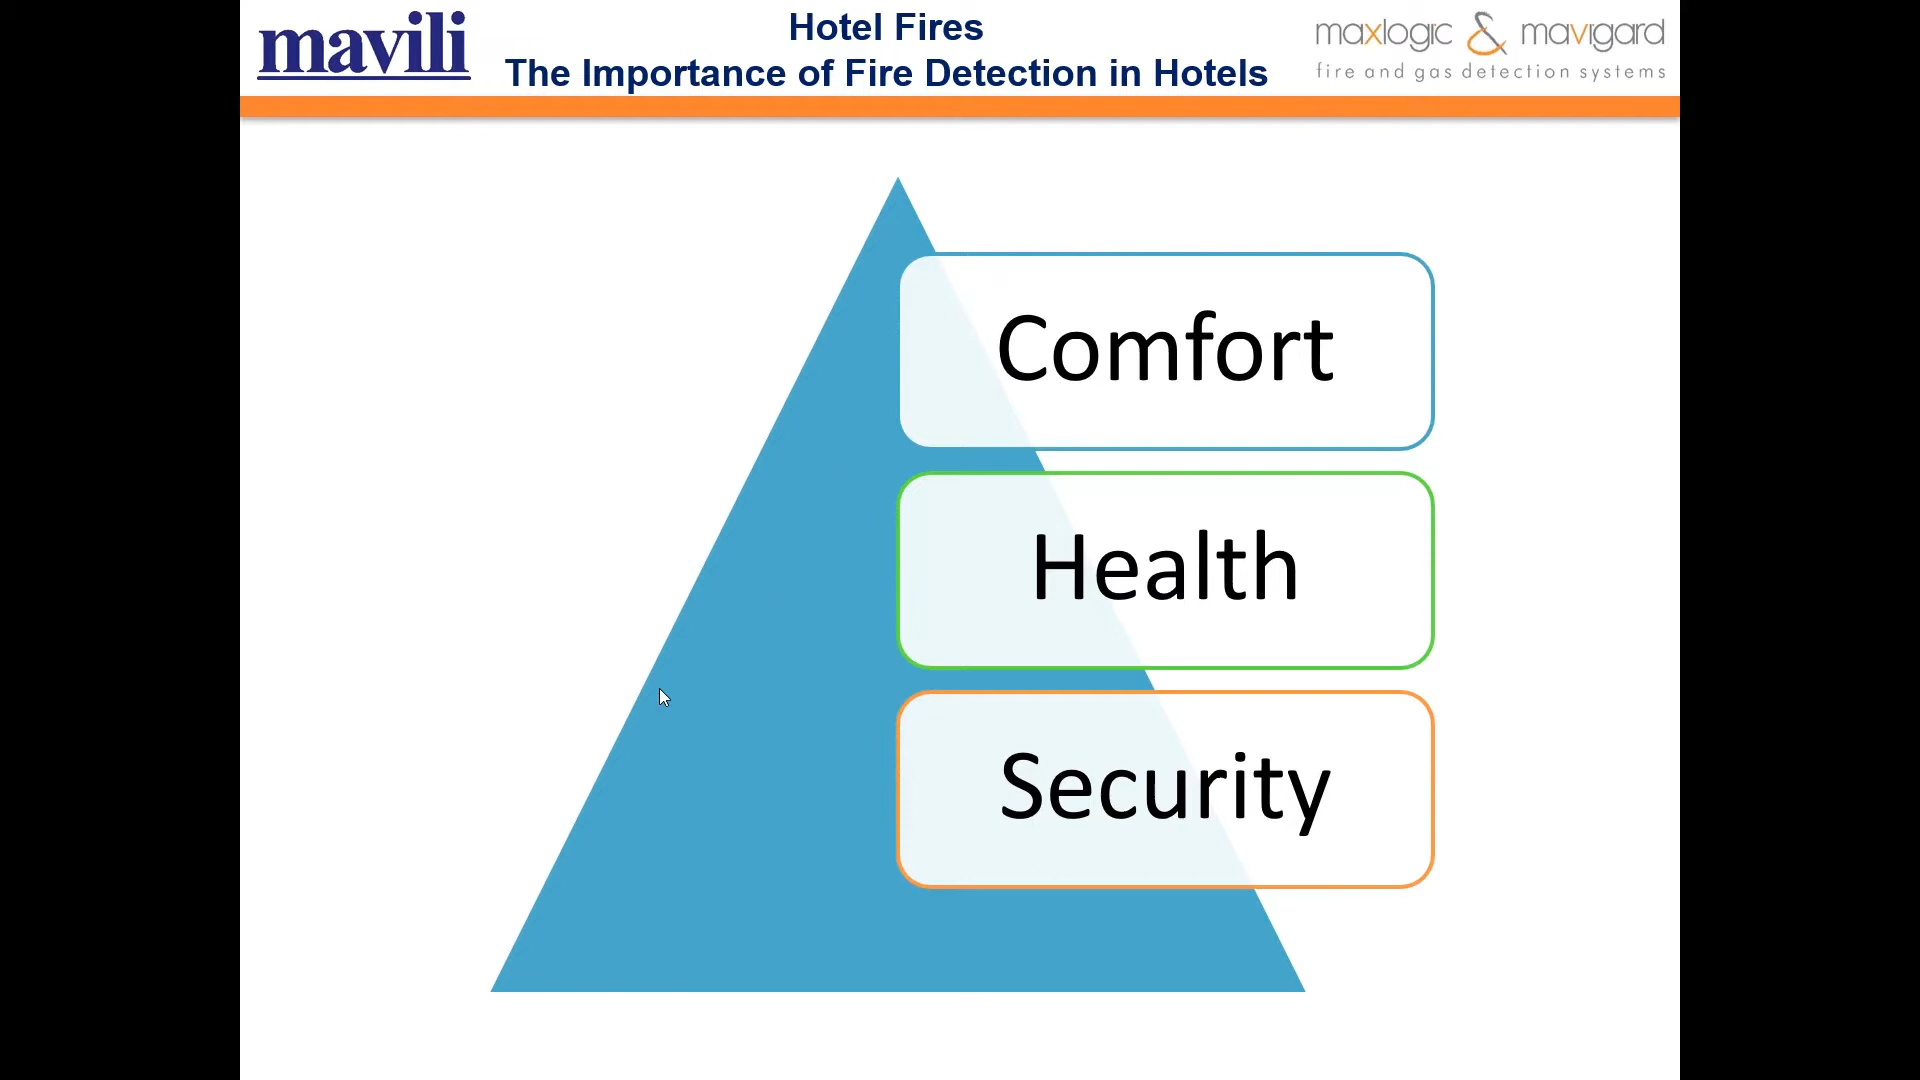 mavili
Hotel Fires
The Importance of Fire Detection in Hotels
maxlogic & mavigard
fire and gas detection systems
Comfort
Health
Security